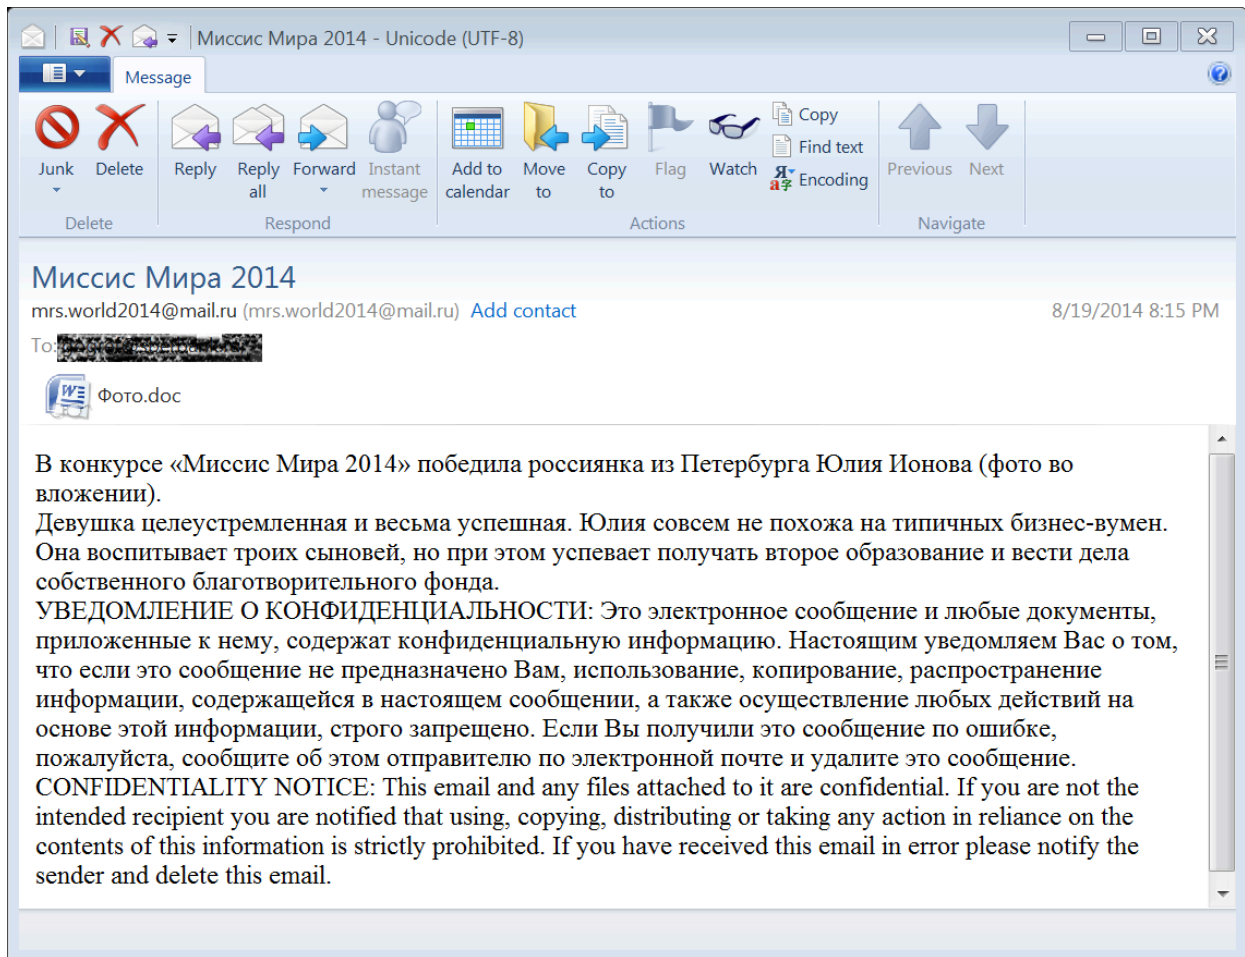 Миссис Мира 2014 - Unicode (UTF-8)
Message
Junk
Delete
Reply
Reply all
Forward
Instant message
Add to calendar
Move to
Copy to
Flag
Watch
Copy
Find text
Encoding
Previous
Next
Delete
Respond
Actions
Navigate
Миссис Мира 2014
mrs.world2014@mail.ru (mrs.world2014@mail.ru) Add contact
8/19/2014 8:15 PM
To:
Фото.doc
В конкурсе «Миссис Мира 2014» победила россиянка из Петербурга Юлия Ионова (фото во
вложении).
Девушка целеустремленная и весьма успешная. Юлия совсем не похожа на типичных бизнес-вумен.
Она воспитывает троих сыновей, но при этом успевает получать второе образование и вести дела
собственного благотворительного фонда.
УВЕДОМЛЕНИЕ О КОНФИДЕНЦИАЛЬНОСТИ: Это электронное сообщение и любые документы,
приложенные к нему, содержат конфиденциальную информацию. Настоящим уведомляем Вас о том,
что если это сообщение не предназначено Вам, использование, копирование, распространение
информации, содержащейся в настоящем сообщении, а также осуществление любых действий на
основе этой информации, строго запрещено. Если Вы получили это сообщение по ошибке,
пожалуйста, сообщите об этом отправителю по электронной почте и удалите это сообщение.
CONFIDENTIALITY NOTICE: This email and any files attached to it are confidential. If you are not the
intended recipient you are notified that using, copying, distributing or taking any action in reliance on the
contents of this information is strictly prohibited. If you have received this email in error please notify the
sender and delete this email.